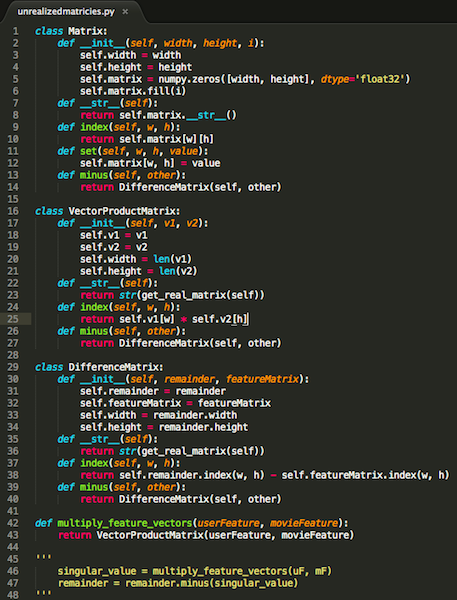 unrealizedmatricies.py ×
1 class Matrix:
2     def __init__(self, width, height, i):
3         self.width = width
4         self.height = height
5         self.matrix = numpy.zeros([width, height], dtype='float32')
6         self.matrix.fill(i)
7     def __str__(self):
8         return self.matrix.__str__()
9     def index(self, w, h):
10         return self.matrix[w][h]
11     def set(self, w, h, value):
12         self.matrix[w, h] = value
13     def minus(self, other):
14         return DifferenceMatrix(self, other)
15
16 class VectorProductMatrix:
17     def __init__(self, v1, v2):
18         self.v1 = v1
19         self.v2 = v2
20         self.width = len(v1)
21         self.height = len(v2)
22     def __str__(self):
23         return str(get_real_matrix(self))
24     def index(self, w, h):
25         return self.v1[w] * self.v2[h]
26     def minus(self, other):
27         return DifferenceMatrix(self, other)
28
29 class DifferenceMatrix:
30     def __init__(self, remainder, featureMatrix):
31         self.remainder = remainder
32         self.featureMatrix = featureMatrix
33         self.width = remainder.width
34         self.height = remainder.height
35     def __str__(self):
36         return str(get_real_matrix(self))
37     def index(self, w, h):
38         return self.remainder.index(w, h) - self.featureMatrix.index(w, h)
39     def minus(self, other):
40         return DifferenceMatrix(self, other)
41
42 def multiply_feature_vectors(userFeature, movieFeature):
43     return VectorProductMatrix(userFeature, movieFeature)
44
45 '''
46     singular_value = multiply_feature_vectors(uF, mF)
47     remainder = remainder.minus(singular_value)
48 '''